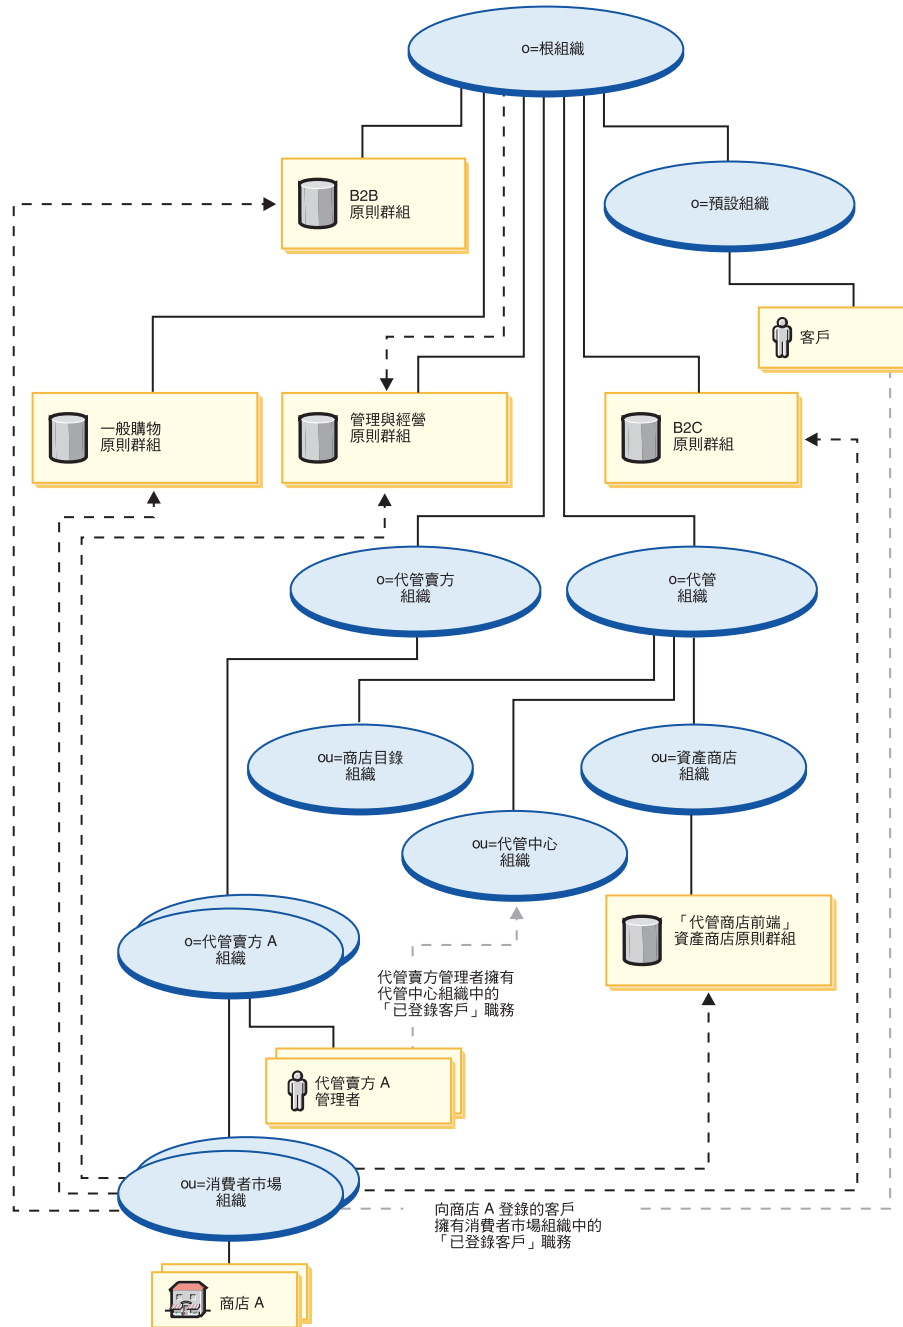 o=根組織
B2B
原則群組
o=預設組織
客戶
一般購物
原則群組
管理與經營
原則群組
B2C
原則群組
o=代管賣方
組織
o=代管
組織
ou=商店目錄
組織
ou=資產商店
組織
ou=代管中心
組織
「代管商店前端」
資產商店原則群組
o=代管賣方 A
組織
代管賣方管理者擁有
代管中心組織中的
「已登錄客戶」職務
代管賣方 A
管理者
ou=消費者市場
組織
向商店 A 登錄的客戶
擁有消費者市場組織中的
「已登錄客戶」職務
商店 A